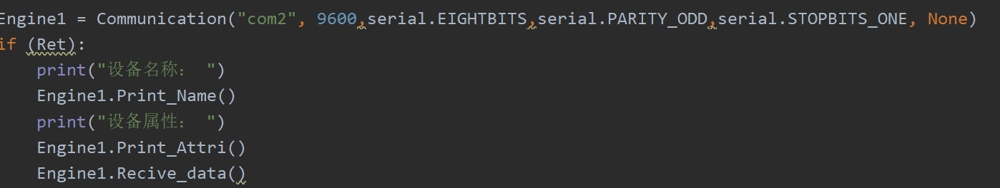 Engine1 = Communication("com2", 9600,serial.EIGHTBITS,serial.PARITY_ODD,serial.STOPBITS_ONE, None)
if (Ret):
    print("设备名称： ")
    Engine1.Print_Name()
    print("设备属性： ")
    Engine1.Print_Attri()
    Engine1.Recive_data()